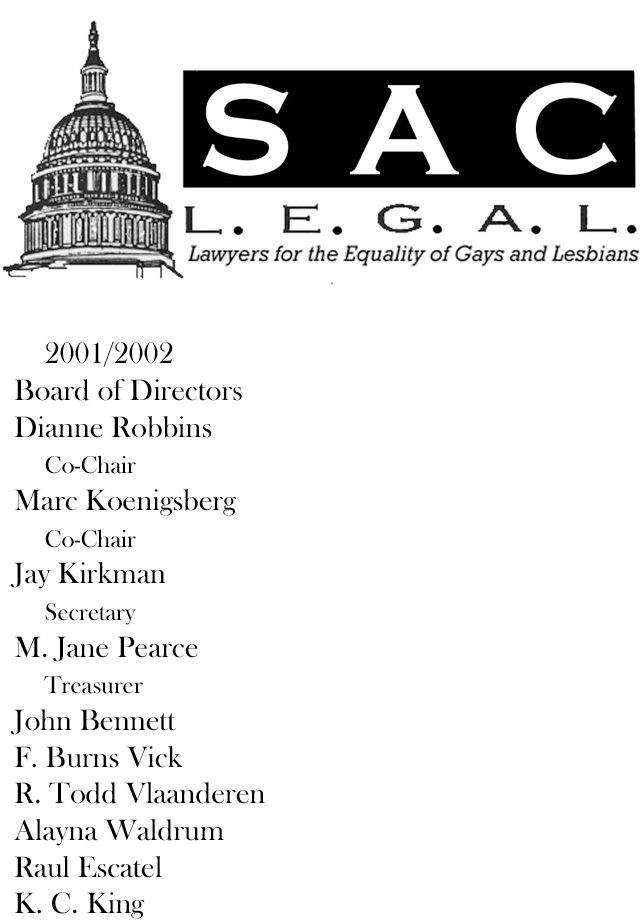 SAC
L. E. G. A. L.
Lawyers for the Equality of Gays and Lesbians
2001/2002
Board of Directors
Dianne Robbins
Co-Chair
Marc Koenigsberg
Co-Chair
Jay Kirkman
Secretary
M. Jane Pearce
Treasurer
John Bennett
F. Burns Vick
R. Todd Vlaanderen
Alayna Waldrum
Raul Escatel
K. C. King